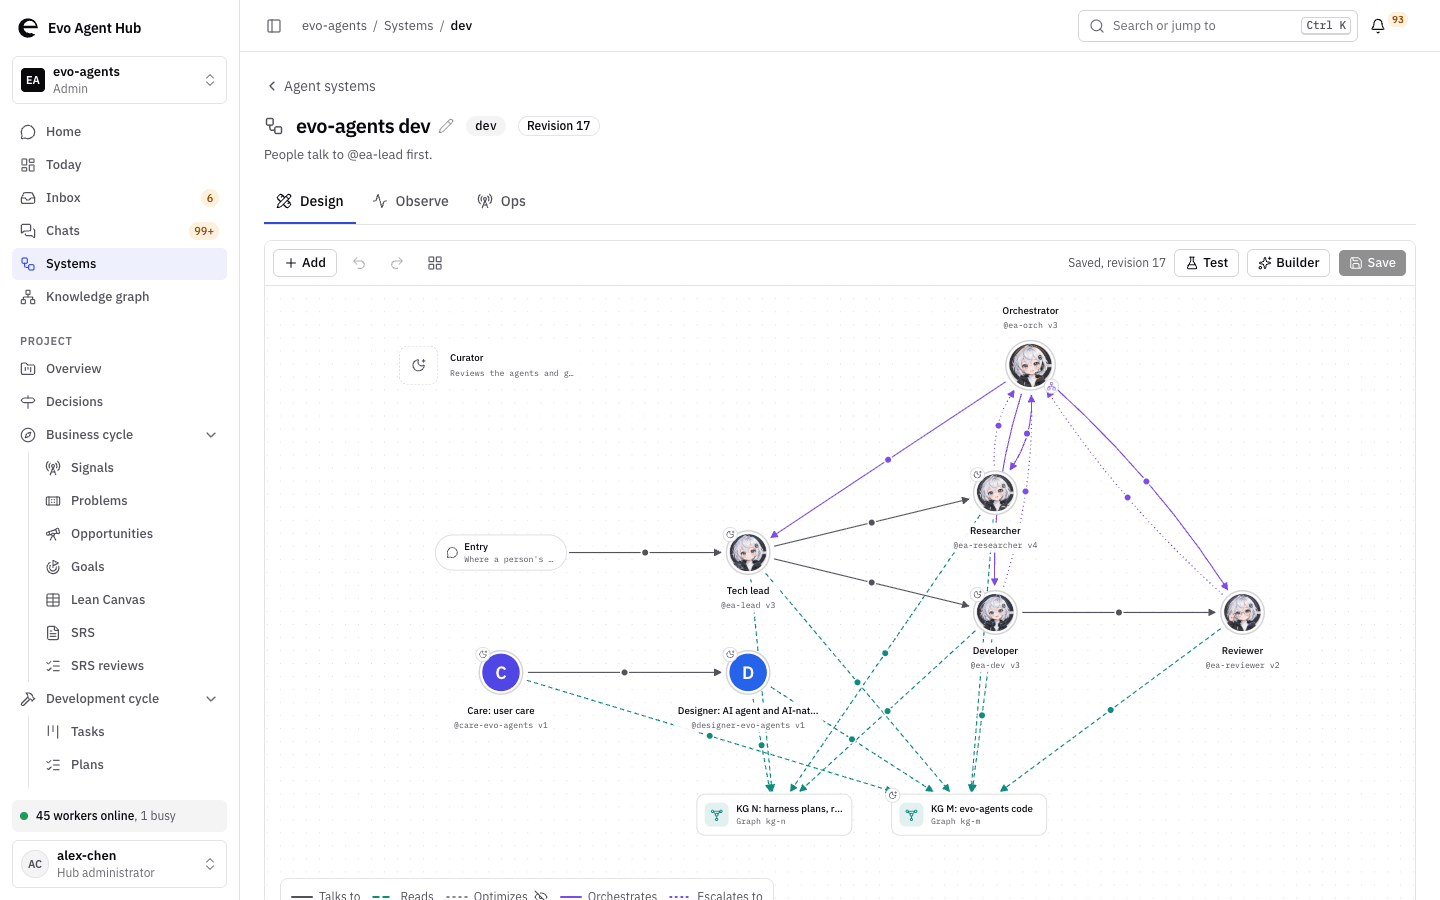 Evo Agent Hub
EA
evo-agents
Admin
Home
Today
Inbox
6
Chats
99+
Systems
Knowledge graph
PROJECT
Overview
Decisions
Business cycle
Signals
Problems
Opportunities
Goals
Lean Canvas
SRS
SRS reviews
Development cycle
Tasks
Plans
45 workers online, 1 busy
AC
alex-chen
Hub administrator
evo-agents / Systems / dev
Search or jump to
Ctrl K
93
Agent systems
evo-agents dev
dev
Revision 17
People talk to @ea-lead first.
Design
Observe
Ops
Add
Saved, revision 17
Test
Builder
Save
Orchestrator
@ea-orch v3
Curator
Reviews the agents and g…
Researcher
@ea-researcher v4
Entry
Where a person's …
Tech lead
@ea-lead v3
Developer
@ea-dev v3
Reviewer
@ea-reviewer v2
C
Care: user care
@care-evo-agents v1
D
Designer: AI agent and AI-nat…
@designer-evo-agents v1
KG N: harness plans, r…
Graph kg-n
KG M: evo-agents code
Graph kg-m
Talks to
Reads
Optimizes
Orchestrates
Escalates to